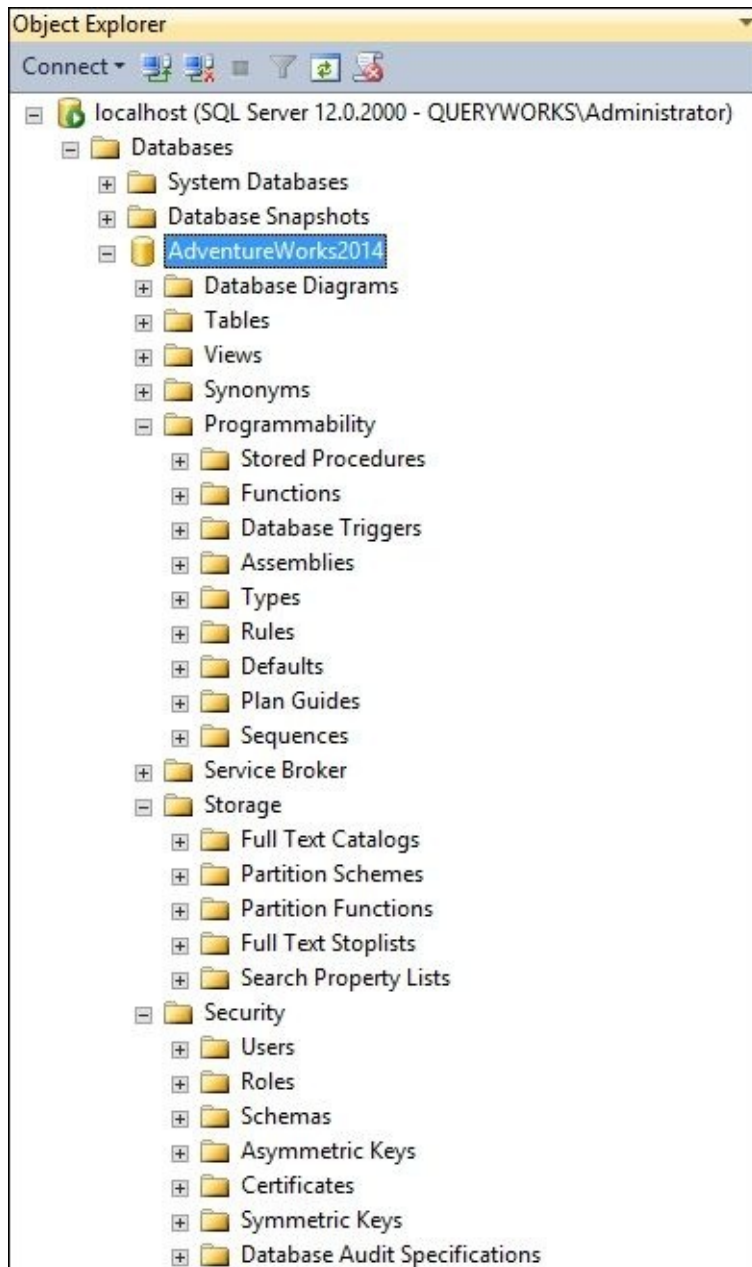 Object Explorer
Connect
localhost (SQL Server 12.0.2000 - QUERYWORKS\Administrator)
Databases
System Databases
Database Snapshots
AdventureWorks2014
Database Diagrams
Tables
Views
Synonyms
Programmability
Stored Procedures
Functions
Database Triggers
Assemblies
Types
Rules
Defaults
Plan Guides
Sequences
Service Broker
Storage
Full Text Catalogs
Partition Schemes
Partition Functions
Full Text Stoplists
Search Property Lists
Security
Users
Roles
Schemas
Asymmetric Keys
Certificates
Symmetric Keys
Database Audit Specifications